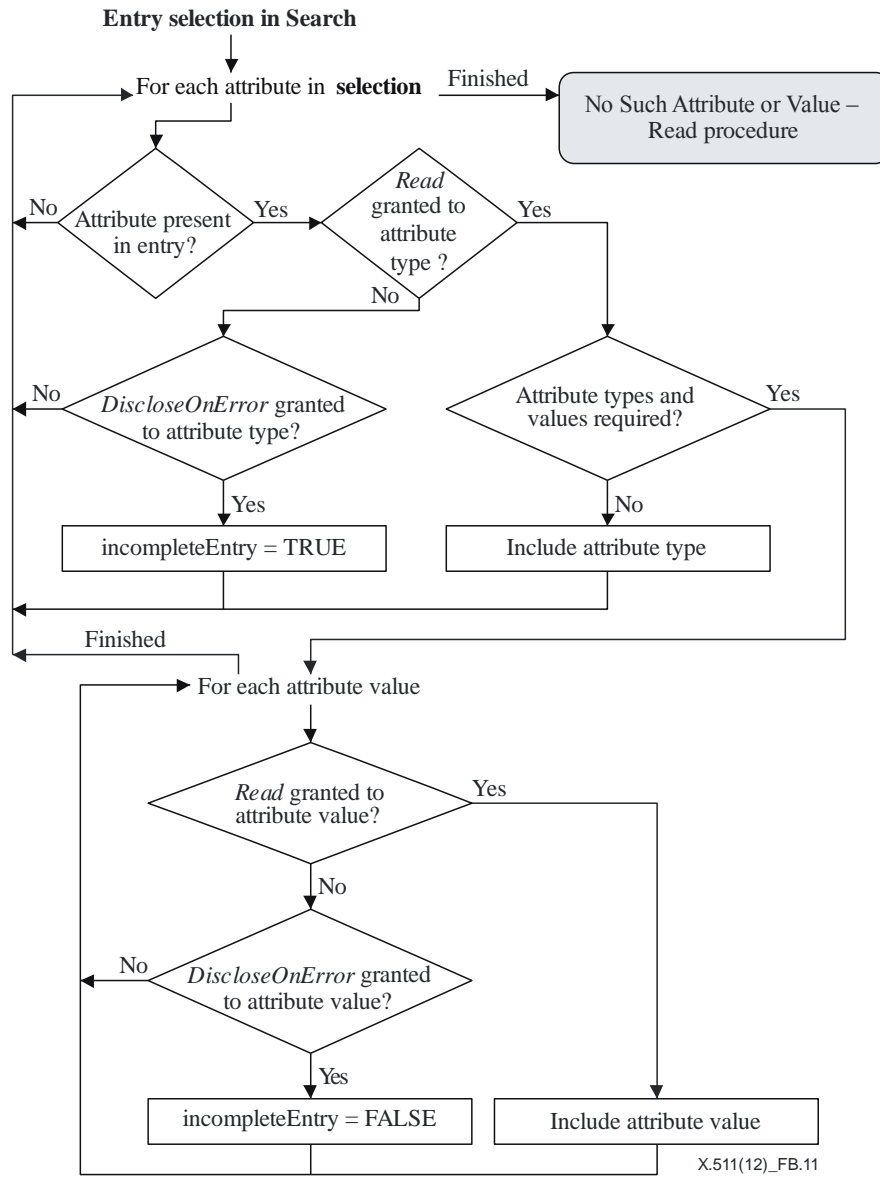 Entry selection in Search
For each attribute in selection
Finished
No Such Attribute or Value –
Read procedure
No
Attribute present
in entry?
Yes
Read
granted to
attribute
type ?
Yes
No
No
DiscloseOnError granted
to attribute type?
Attribute types and
values required?
Yes
Yes
No
incompleteEntry = TRUE
Include attribute type
Finished
For each attribute value
Read granted to
attribute value?
Yes
No
No
DiscloseOnError granted
to attribute value?
Yes
incompleteEntry = FALSE
Include attribute value
X.511(12)_FB.11